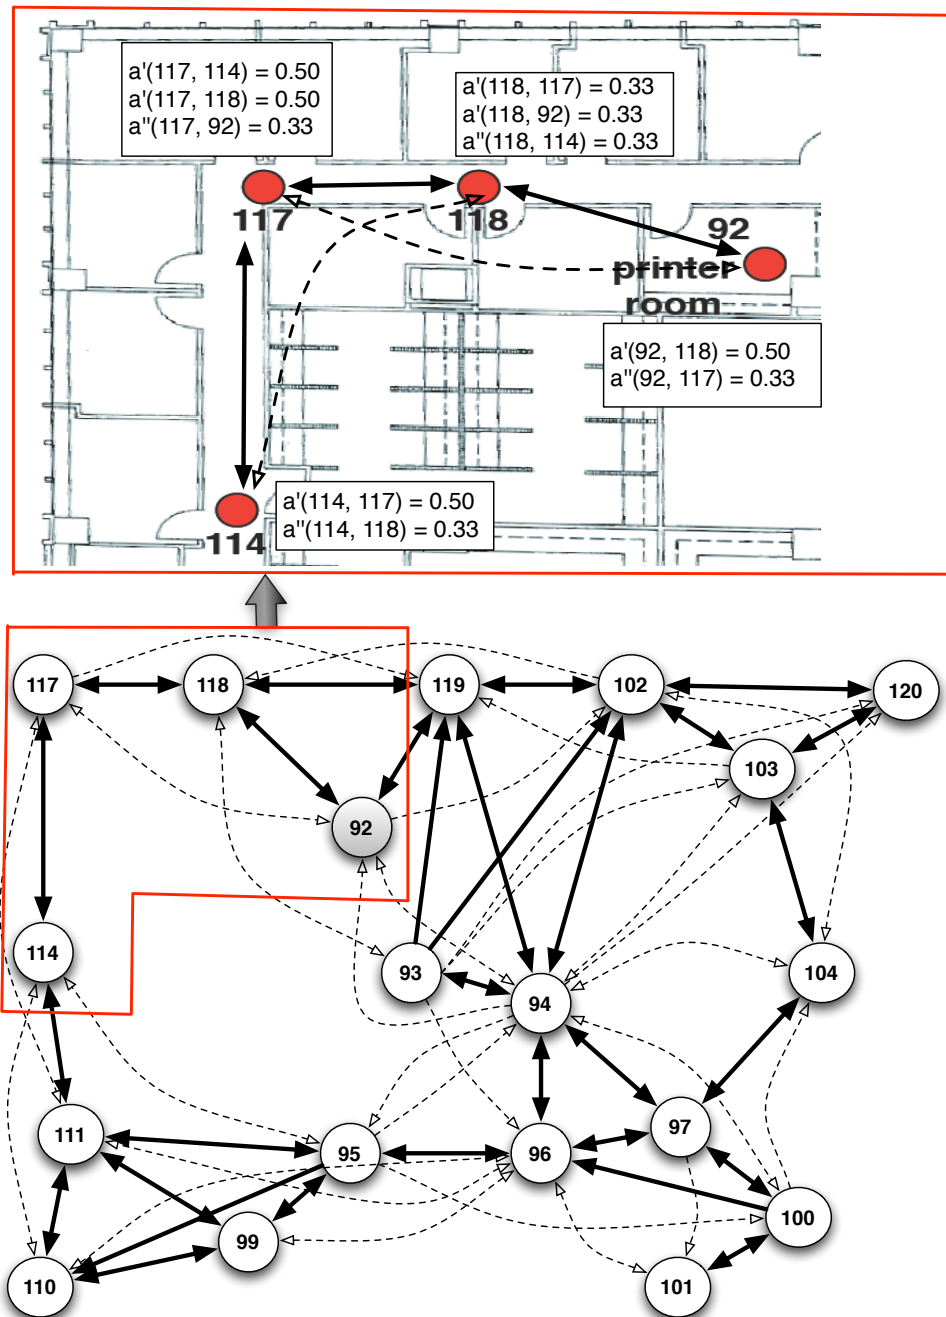 a'(117, 114) = 0.50
a'(117, 118) = 0.50
a"(117, 92) = 0.33
a'(118, 117) = 0.33
a'(118, 92) = 0.33
a"(118, 114) = 0.33
117
118
92
printer
room
a'(92, 118) = 0.50
a"(92, 117) = 0.33
a'(114, 117) = 0.50
a"(114, 118) = 0.33
114
117
118
119
102
120
103
92
114
93
94
104
111
95
96
97
99
100
110
101